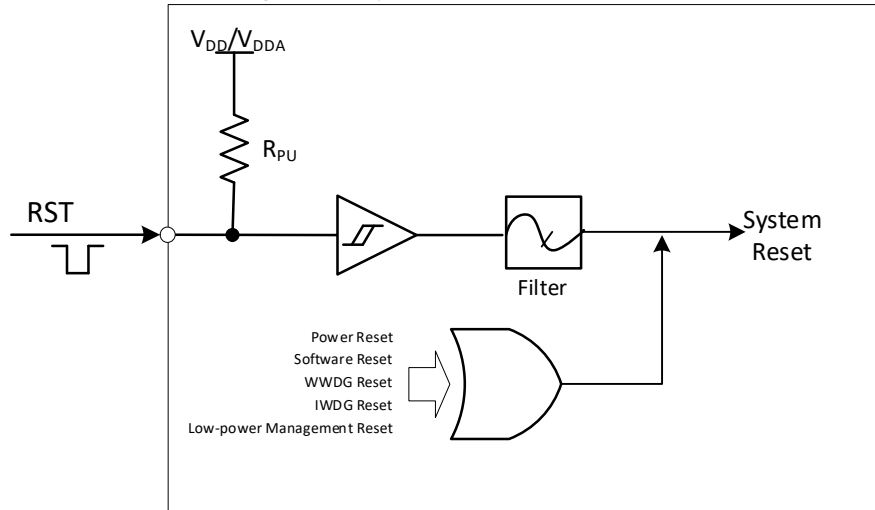 VDD/VDDA
RPU
RST
System
Reset
Filter
Power Reset
Software Reset
WWDG Reset
IWDG Reset
Low-power Management Reset